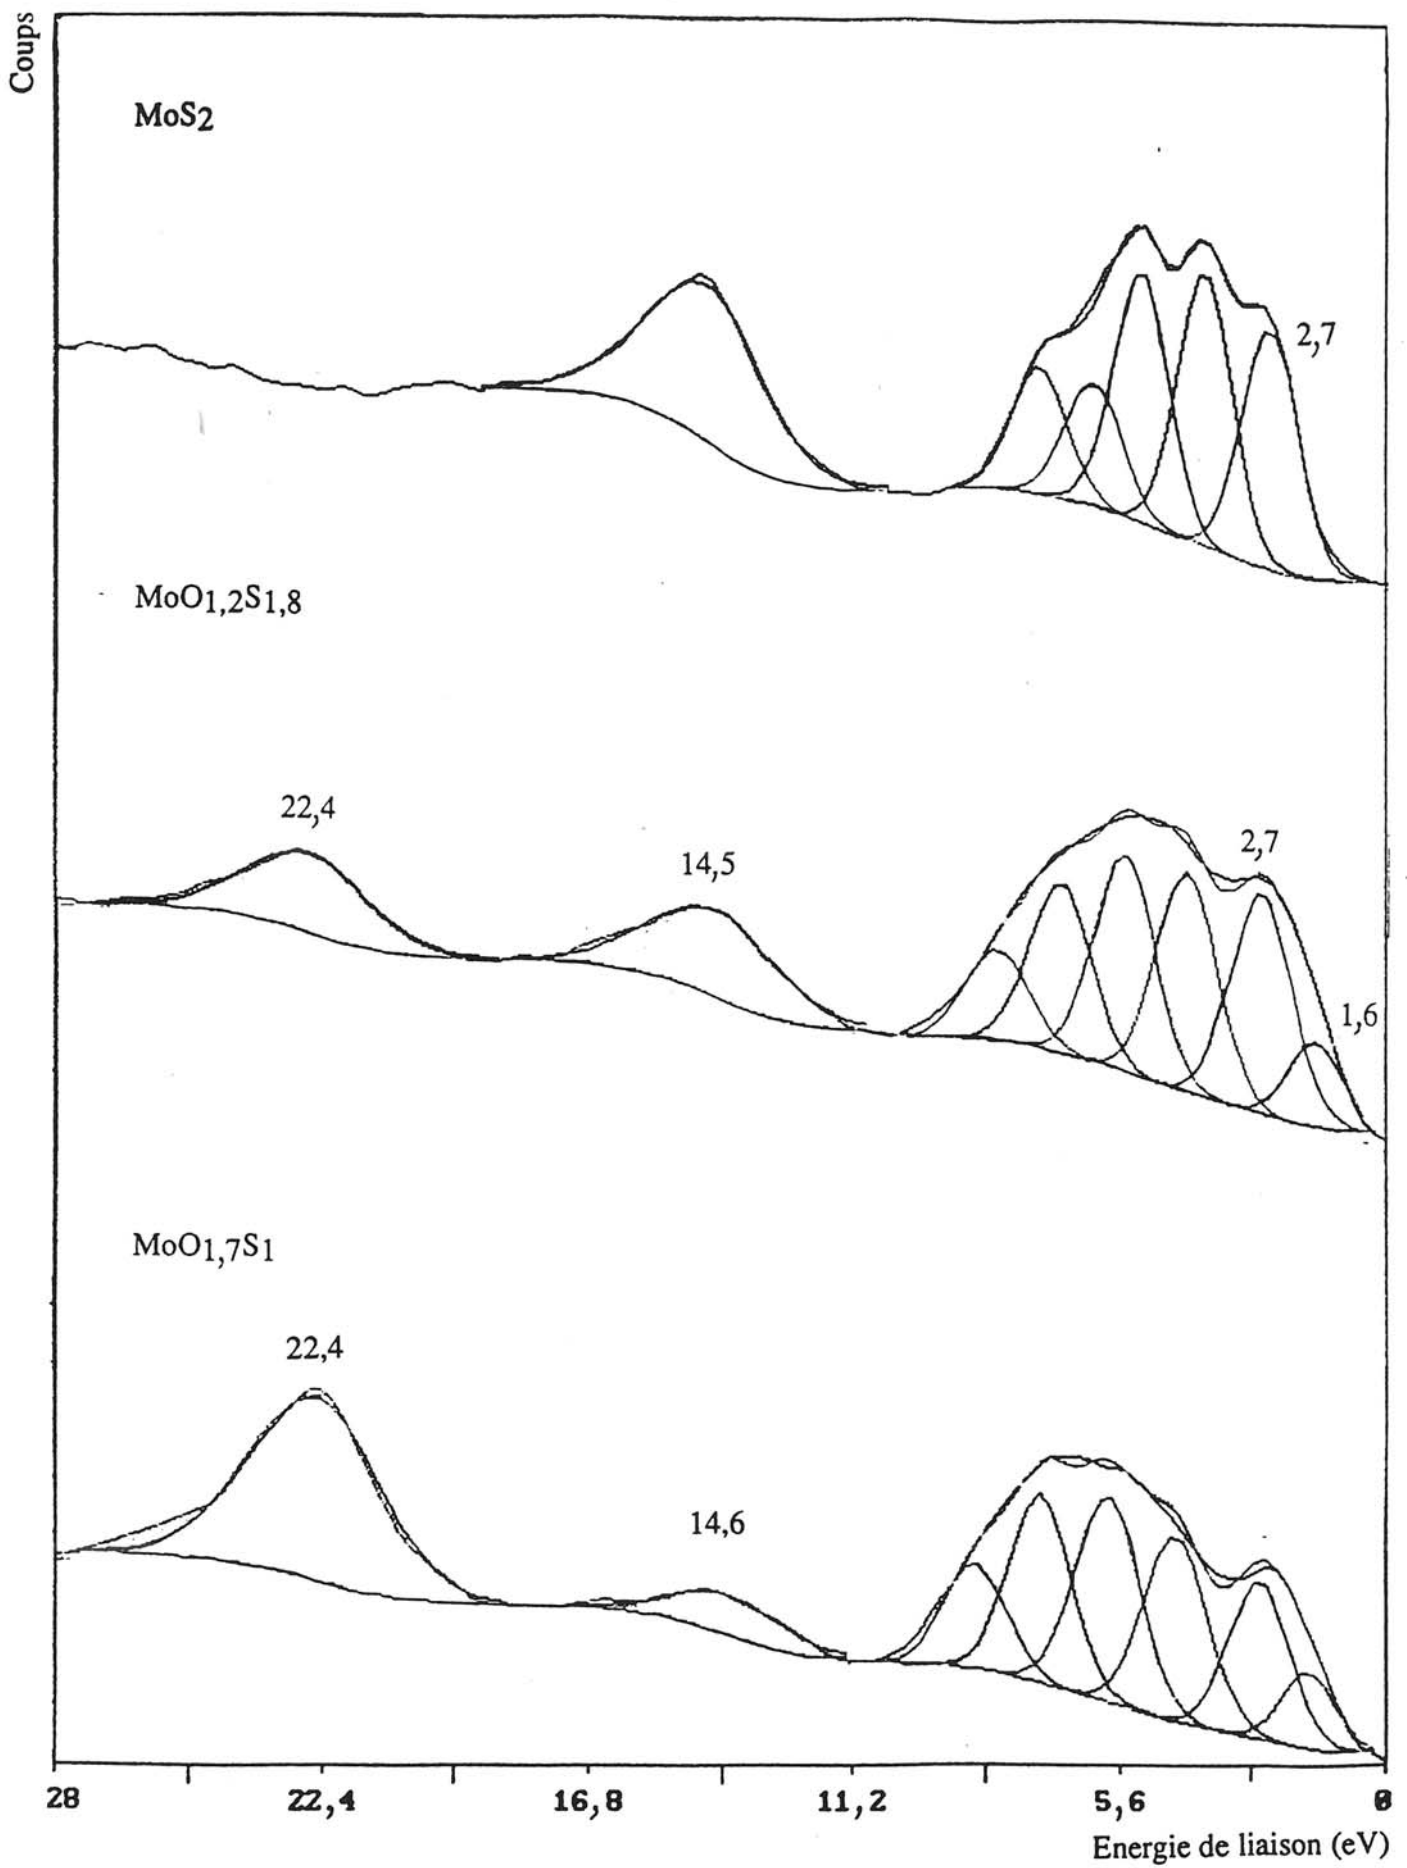 Coups
MoS2
2,7
MoO1,2S1,8
22,4
14,5
2,7
1,6
MoO1,7S1
22,4
14,6
28 22,4 16,8 11,2 5,6 0
Energie de liaison (eV)